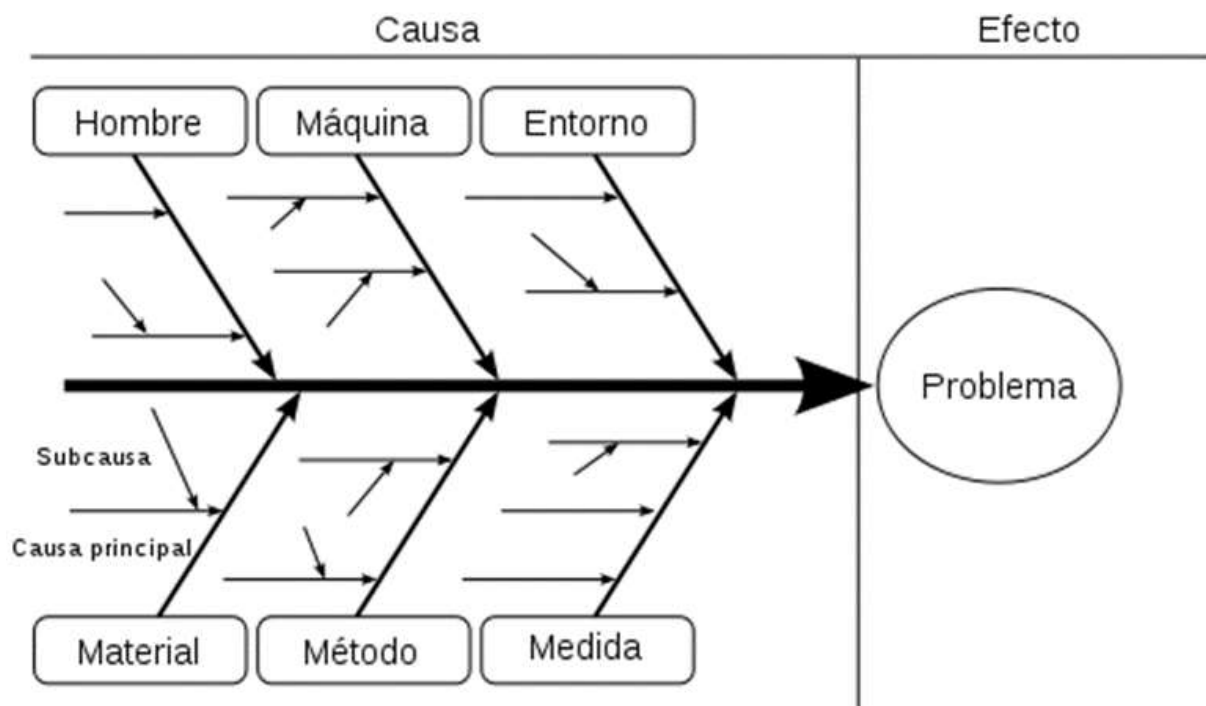 Causa
Efecto
Hombre
Máquina
Entorno
Problema
Subcausa
Causa principal
Material
Método
Medida